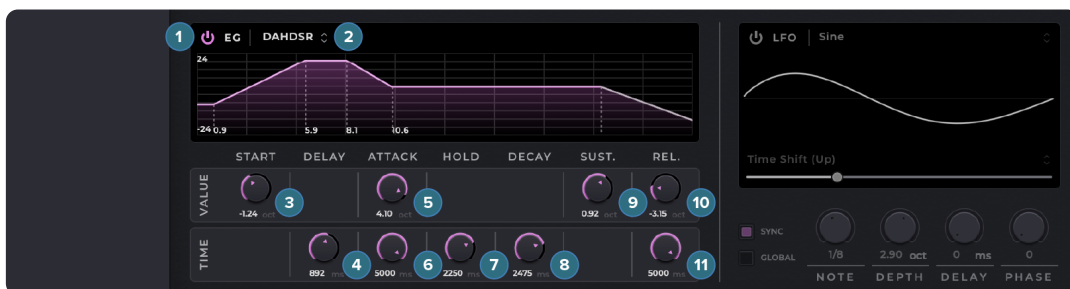 1 EG DAHDSR 2
24
-24 0.9 5.9 8.1 10.6
START DELAY ATTACK HOLD DECAY SUST. REL.
VALUE
-1.24 oct 3 4.10 oct 5 0.92 oct 9 -3.15 oct 10
TIME
892 ms 4 5000 ms 6 2250 ms 7 2475 ms 8 5000 ms 11
LFO Sine
Time Shift (Up)
SYNC
GLOBAL
1/8 2.90 oct 0 ms 0
NOTE DEPTH DELAY PHASE